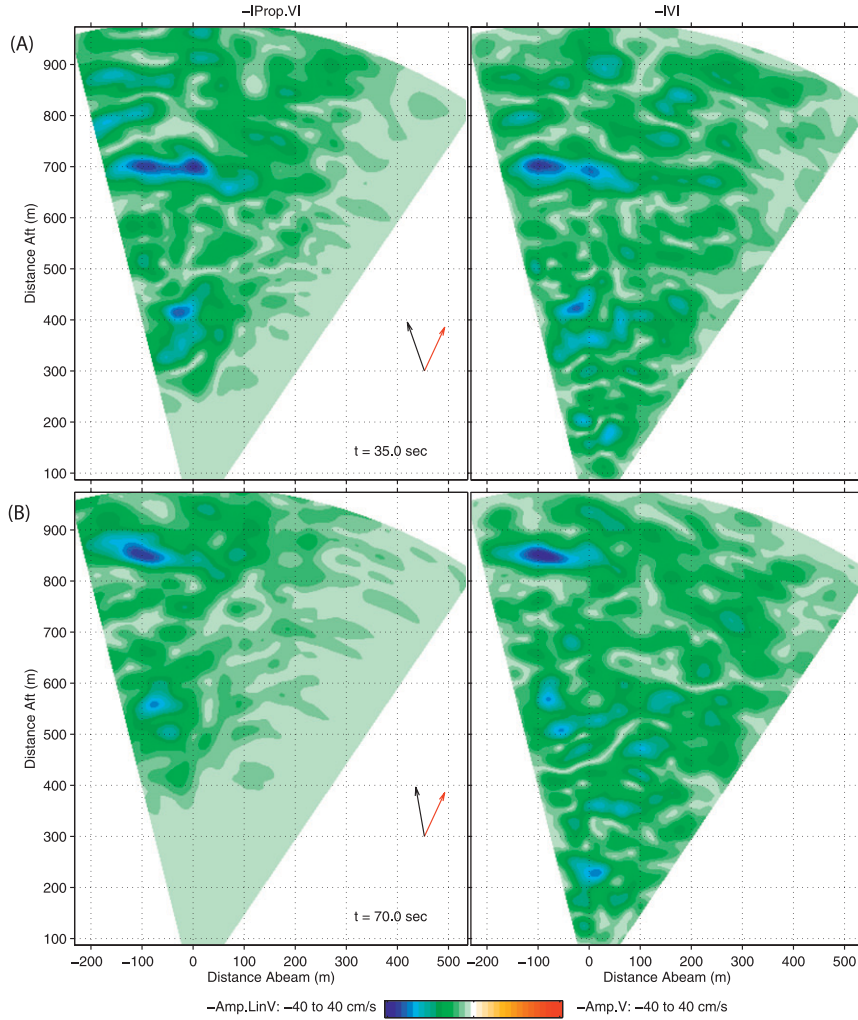 –IProp.VI
–IVI
(A)
900
800
700
600
500
400
300
200
100
Distance Aft (m)
t = 35.0 sec
(B)
900
800
700
600
500
400
300
200
100
Distance Aft (m)
t = 70.0 sec
–200 –100 0 100 200 300 400 500
–200 –100 0 100 200 300 400 500
Distance Abeam (m)
Distance Abeam (m)
–Amp.LinV: –40 to 40 cm/s
–Amp.V: –40 to 40 cm/s